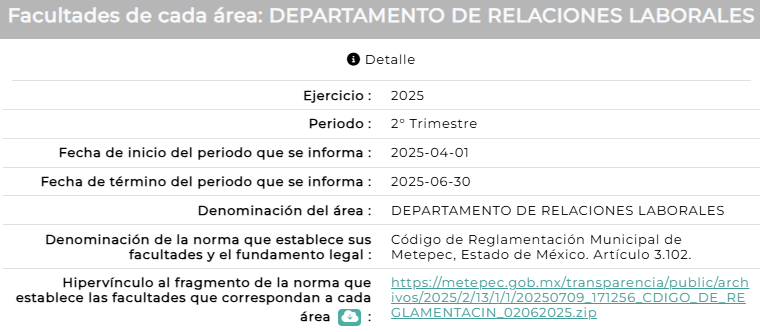 Facultades de cada área: DEPARTAMENTO DE RELACIONES LABORALES
Detalle
Ejercicio : 2025
Periodo : 2° Trimestre
Fecha de inicio del periodo que se informa : 2025-04-01
Fecha de término del periodo que se informa : 2025-06-30
Denominación del área : DEPARTAMENTO DE RELACIONES LABORALES
Denominación de la norma que establece sus
facultades y el fundamento legal :
Código de Reglamentación Municipal de
Metepec, Estado de México. Artículo 3.102.
Hipervínculo al fragmento de la norma que
establece las facultades que correspondan a cada
área :
https://metepec.gob.mx/transparencia/public/arch
ivos/2025/2/13/1/1/20250709_171256_CDIGO_DE_RE
GLAMENTACIN_02062025.zip